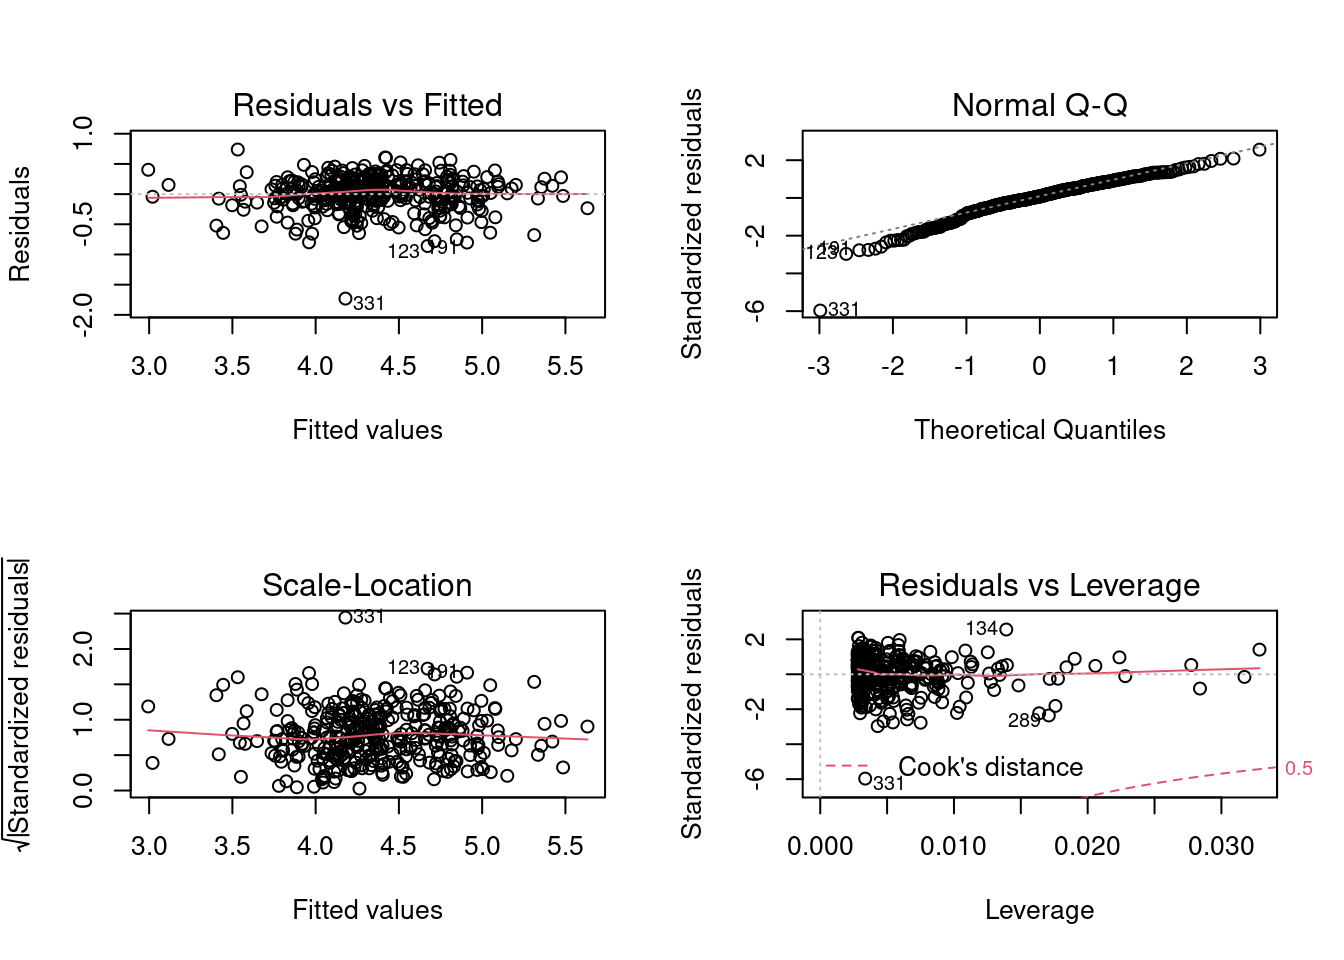 Residuals vs Fitted
Residuals
1.0
-0.5
-2.0
123
191
331
3.0 3.5 4.0 4.5 5.0 5.5
Fitted values
Normal Q-Q
Standardized residuals
2
-2
-6
191
123
331
-3 -2 -1 0 1 2 3
Theoretical Quantiles
Scale-Location
√|Standardized residuals|
2.0
1.0
0.0
331
123
191
3.0 3.5 4.0 4.5 5.0 5.5
Fitted values
Residuals vs Leverage
Standardized residuals
2
-2
-6
134
289
Cook's distance
331
0.5
0.000 0.010 0.020 0.030
Leverage